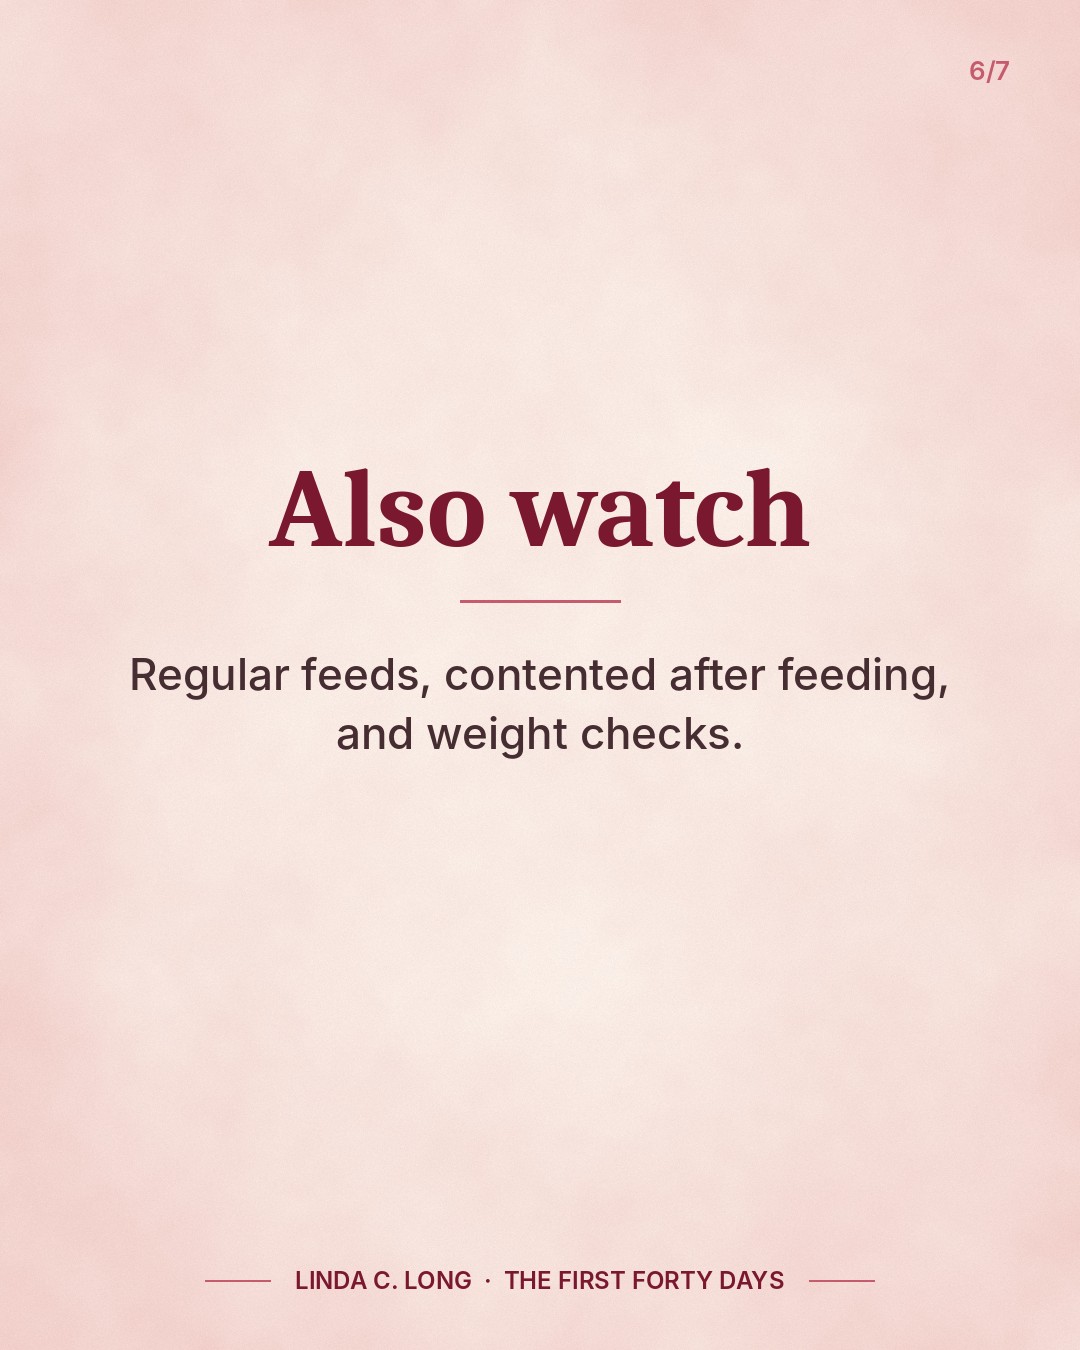 6/7
Also watch
Regular feeds, contented after feeding,
and weight checks.
LINDA C. LONG · THE FIRST FORTY DAYS